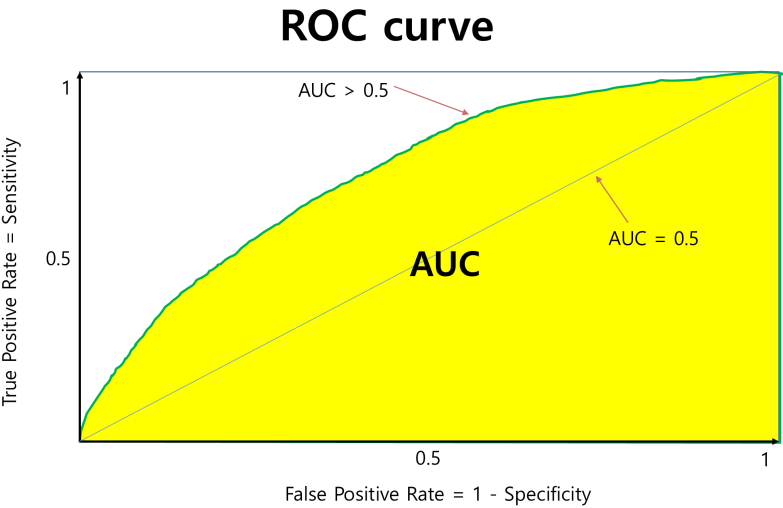 ROC curve
1
AUC > 0.5
True Positive Rate = Sensitivity
AUC = 0.5
0.5
AUC
0.5
1
False Positive Rate = 1 - Specificity